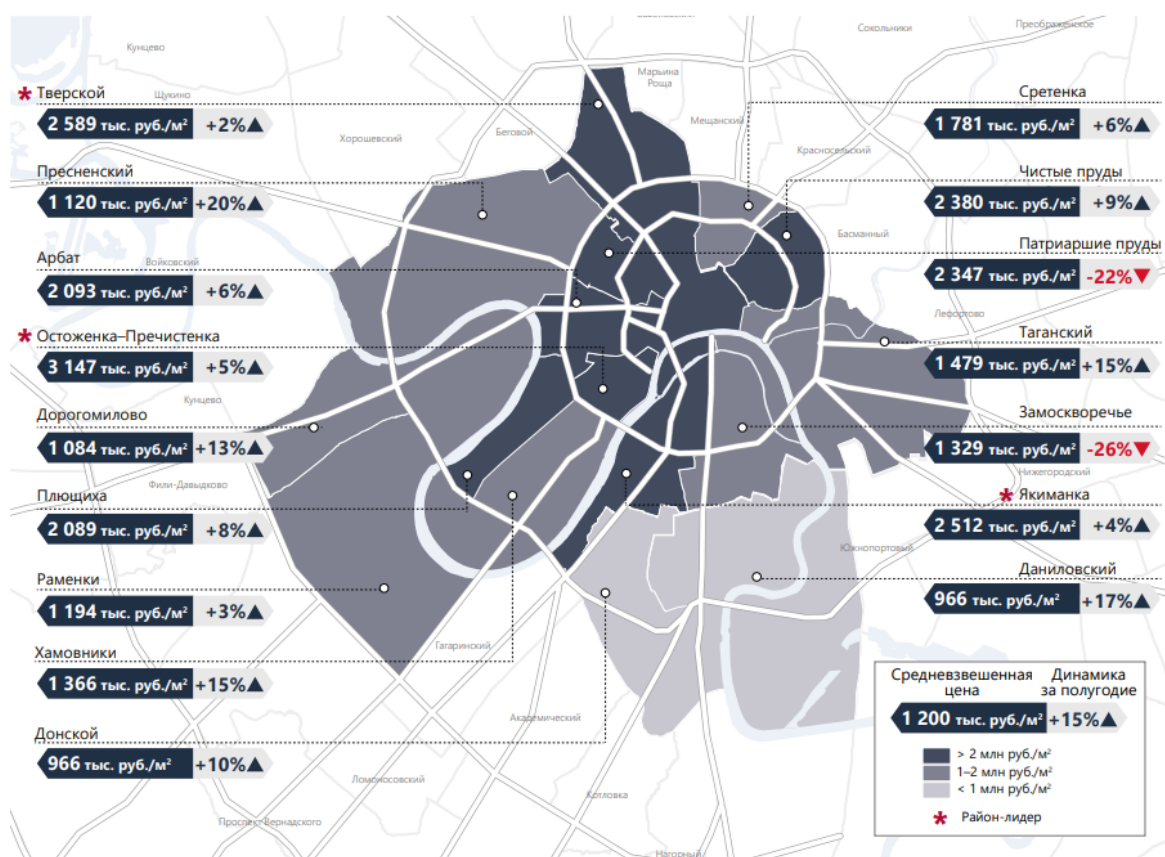 Савеловский
Сокольники
Преображенское
Кунцево
Марьина
Роща
Щукино
Хорошевский
Беговой
Мещанский
Красносельский
Басманный
Войковский
Лефортово
Кунцево
Фили-Давыдково
Нижегородский
Южнопортовый
Гагаринский
Академический
Ломоносовский
Котловка
Проспект Вернадского
Нагорный
* Тверской
2 589 тыс. руб./м² +2%▲
Пресненский
1 120 тыс. руб./м² +20%▲
Арбат
2 093 тыс. руб./м² +6%▲
* Остоженка–Пречистенка
3 147 тыс. руб./м² +5%▲
Дорогомилово
1 084 тыс. руб./м² +13%▲
Плющиха
2 089 тыс. руб./м² +8%▲
Раменки
1 194 тыс. руб./м² +3%▲
Хамовники
1 366 тыс. руб./м² +15%▲
Донской
966 тыс. руб./м² +10%▲
Сретенка
1 781 тыс. руб./м² +6%▲
Чистые пруды
2 380 тыс. руб./м² +9%▲
Патриаршие пруды
2 347 тыс. руб./м² -22%▼
Таганский
1 479 тыс. руб./м² +15%▲
Замоскворечье
1 329 тыс. руб./м² -26%▼
* Якиманка
2 512 тыс. руб./м² +4%▲
Даниловский
966 тыс. руб./м² +17%▲
Средневзвешенная Динамика
цена за полугодие
1 200 тыс. руб./м² +15%▲
> 2 млн руб./м²
1–2 млн руб./м²
< 1 млн руб./м²
* Район-лидер